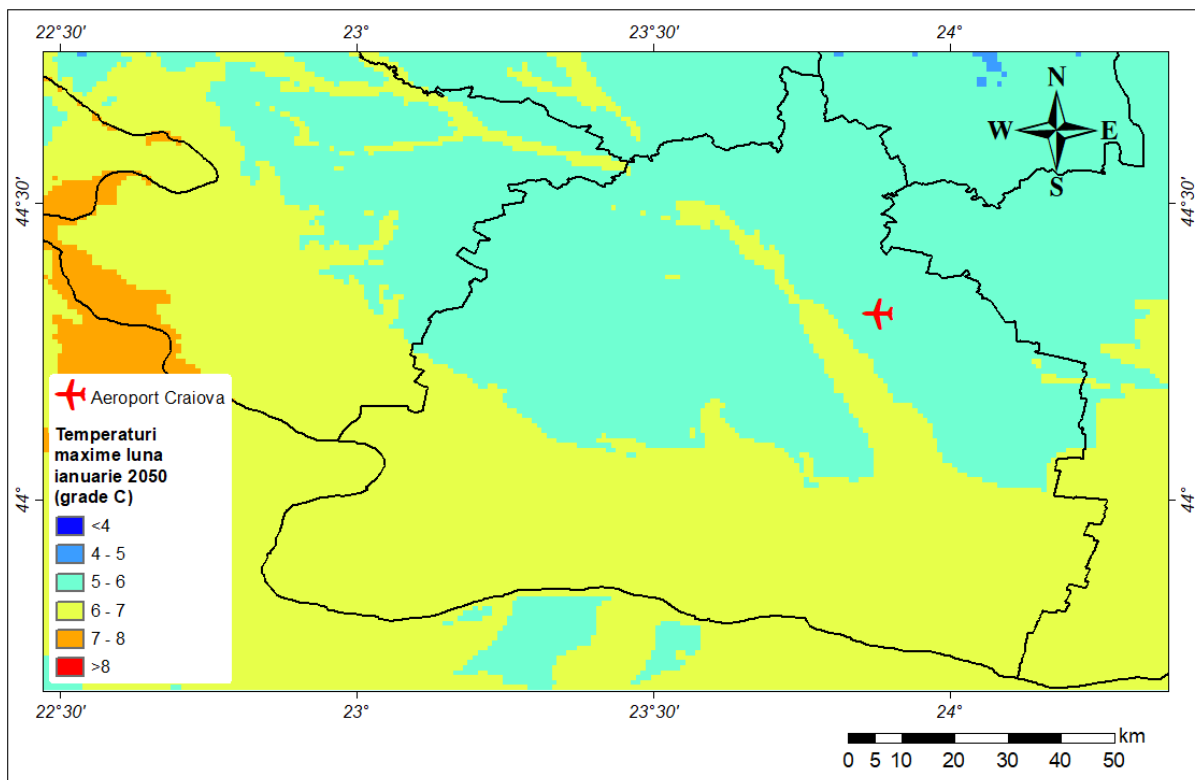 22°30' 23° 23°30' 24°
N
W E
S
44°30' 44°30'
Aeroport Craiova
Temperaturi
maxime luna
ianuarie 2050
(grade C)
<4
4 - 5
5 - 6
6 - 7
7 - 8
>8
44° 44°
22°30' 23° 23°30' 24°
km
0 5 10 20 30 40 50